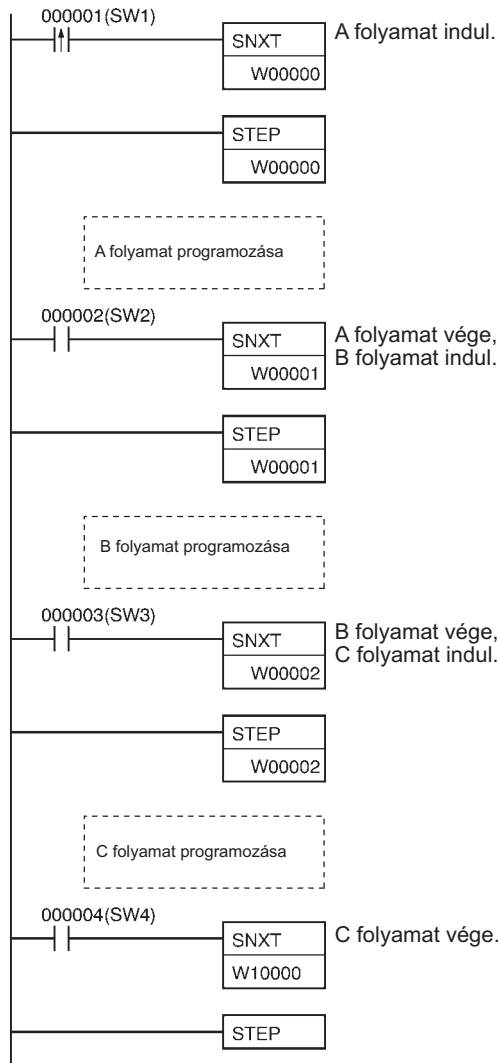 000001(SW1)
SNXT
W00000
A folyamat indul.
STEP
W00000
A folyamat programozása
000002(SW2)
SNXT
W00001
A folyamat vége,
B folyamat indul.
STEP
W00001
B folyamat programozása
000003(SW3)
SNXT
W00002
B folyamat vége,
C folyamat indul.
STEP
W00002
C folyamat programozása
000004(SW4)
SNXT
W10000
C folyamat vége.
STEP